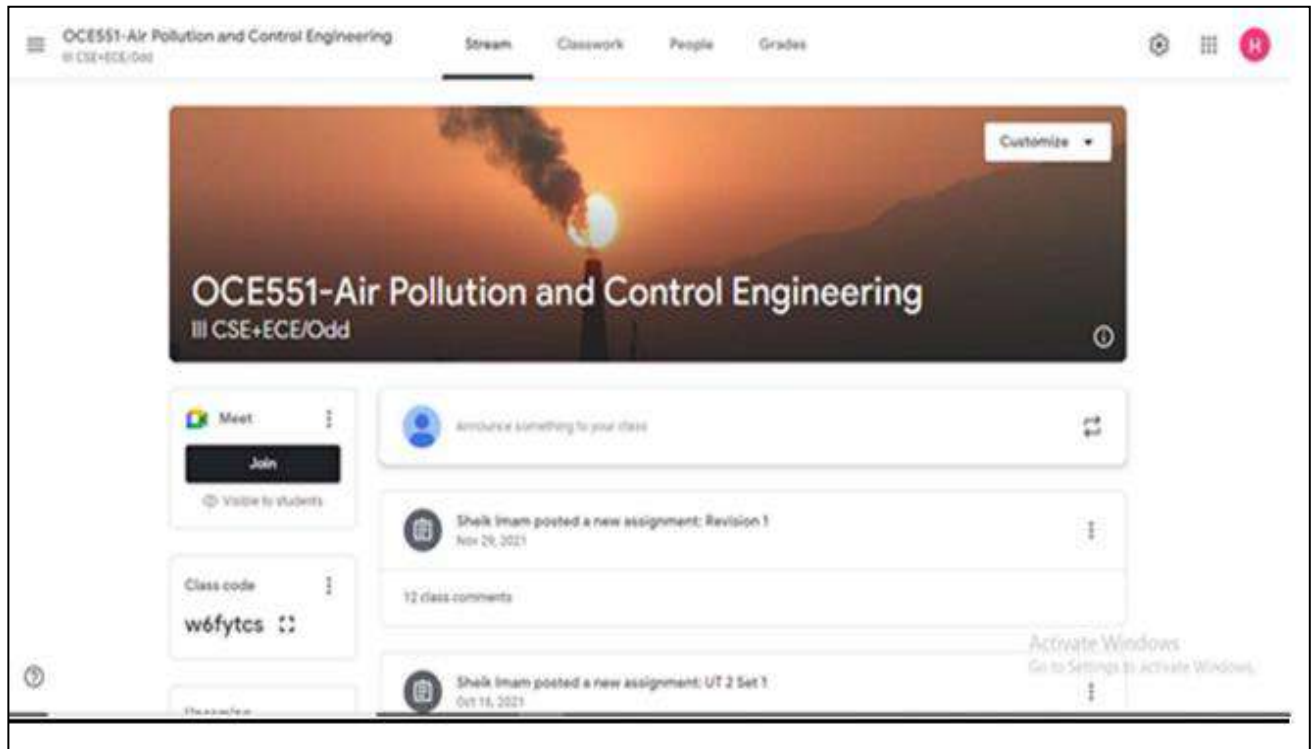 OCE551-Air Pollution and Control Engineering
III CSE+ECE/Odd
Stream Classwork People Grades
Customize
OCE551-Air Pollution and Control Engineering
III CSE+ECE/Odd
Meet
Join
Visible to students
Announce something to your class
Sheik Imam posted a new assignment: Revision 1
Nov 29, 2021
12 class comments
Class code
w6fytcs
Sheik Imam posted a new assignment: UT 2 Set 1
Upcoming
Activate Windows
Go to Settings to activate Windows.